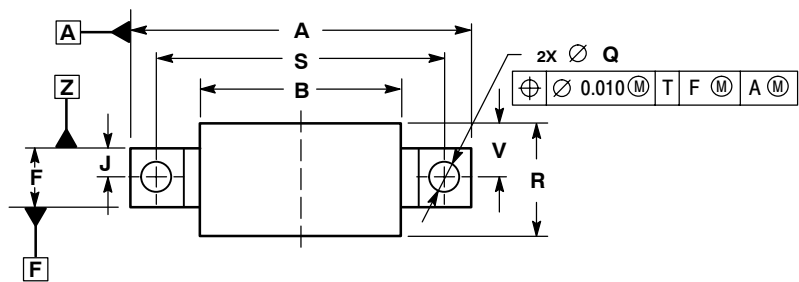 A
A
S
2X ∅ Q
B
⌖ ∅ 0.010 Ⓜ T F Ⓜ A Ⓜ
Z
J
F
V
R
F